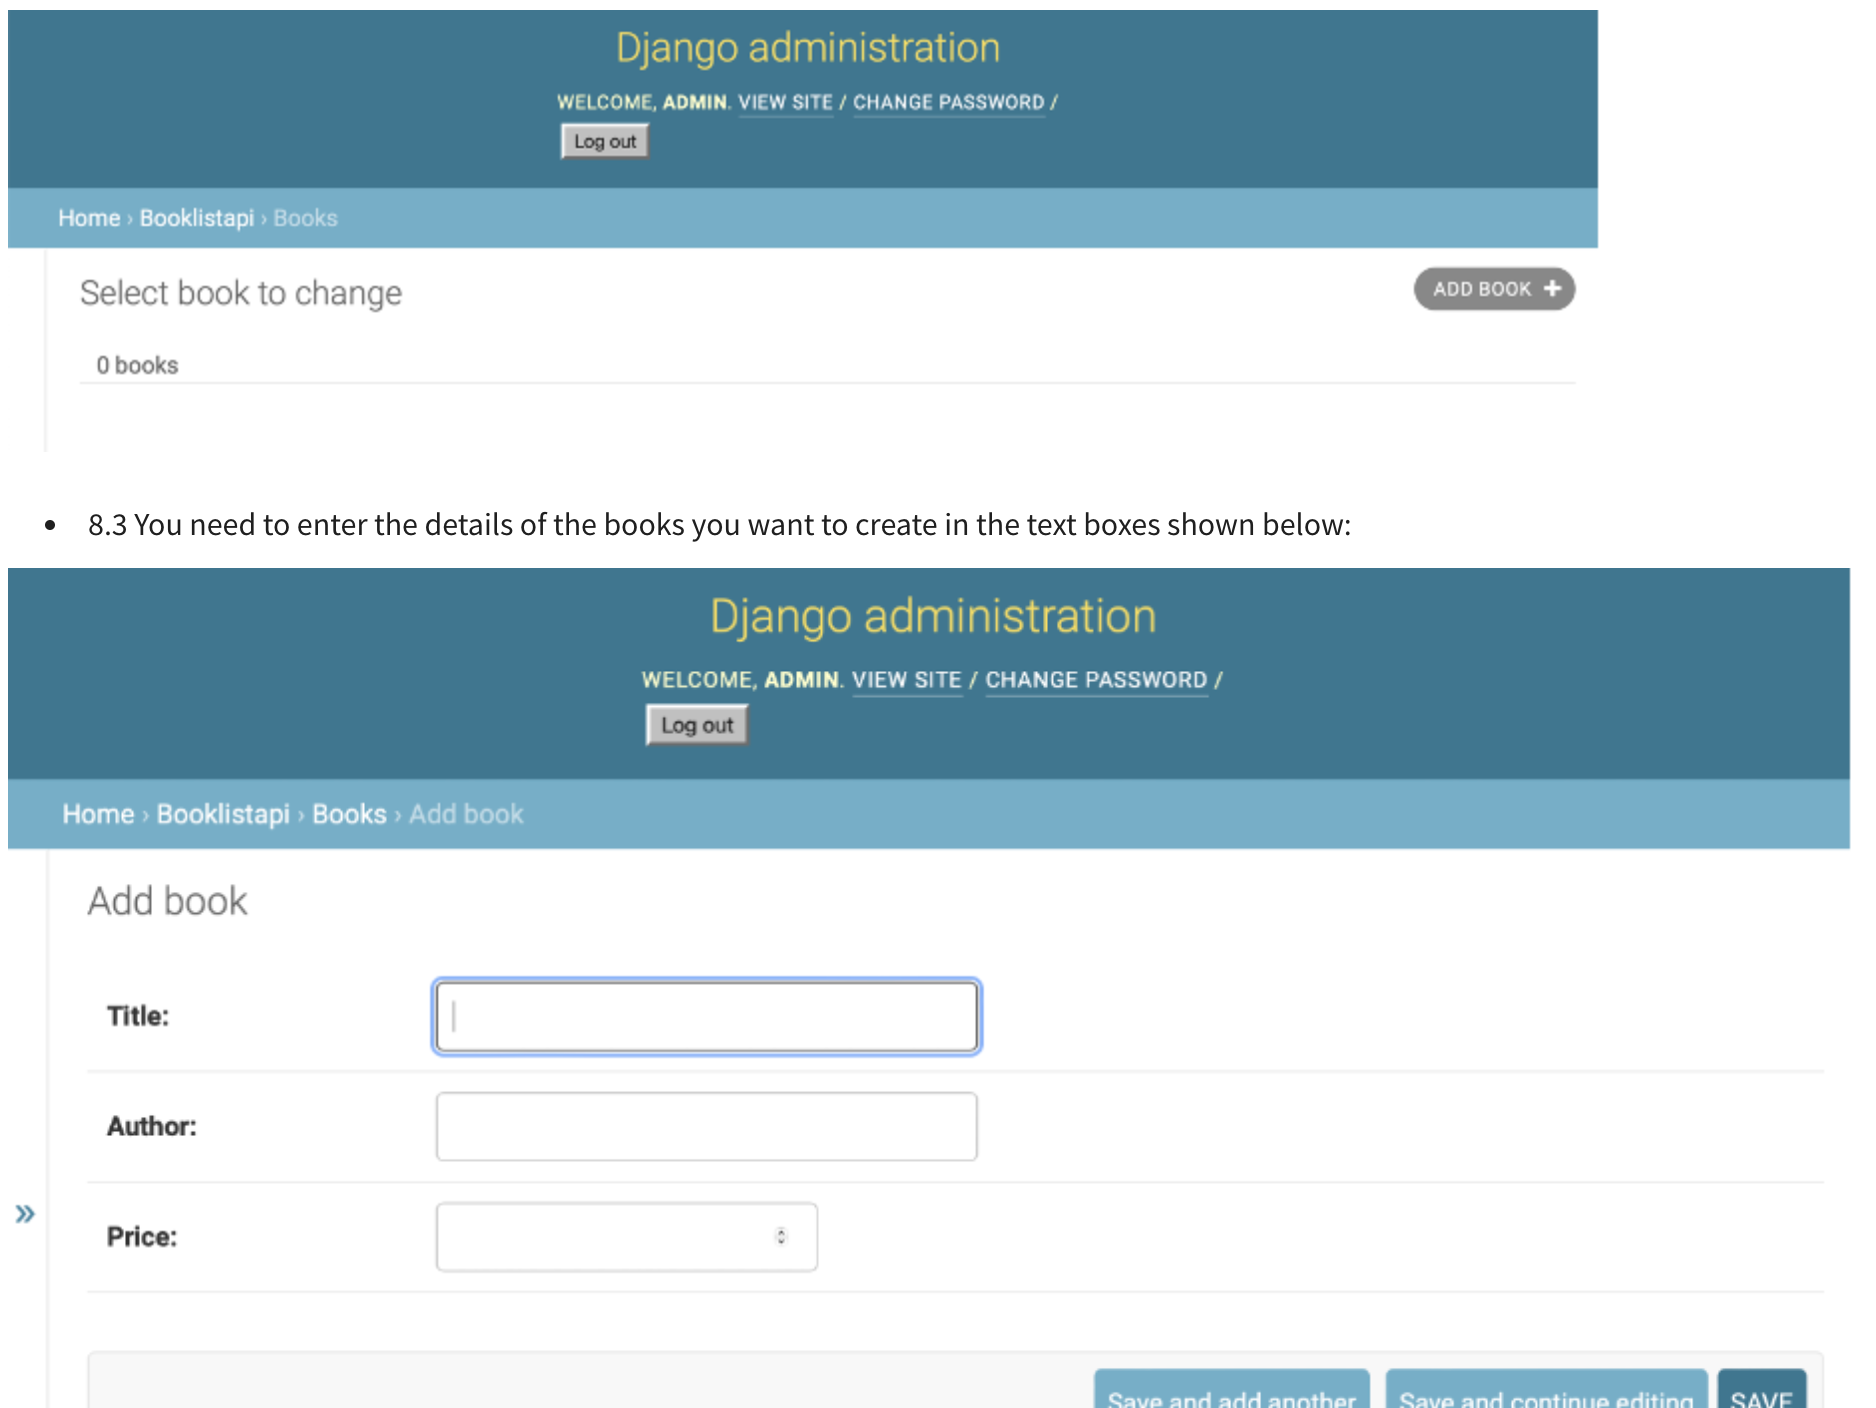 Django administration
WELCOME, ADMIN. VIEW SITE / CHANGE PASSWORD /
Log out
Home › Booklistapi › Books
Select book to change
ADD BOOK +
0 books
• 8.3 You need to enter the details of the books you want to create in the text boxes shown below:
Django administration
WELCOME, ADMIN. VIEW SITE / CHANGE PASSWORD /
Log out
Home › Booklistapi › Books › Add book
Add book
Title:
Author:
»
Price:
Save and add another Save and continue editing SAVE